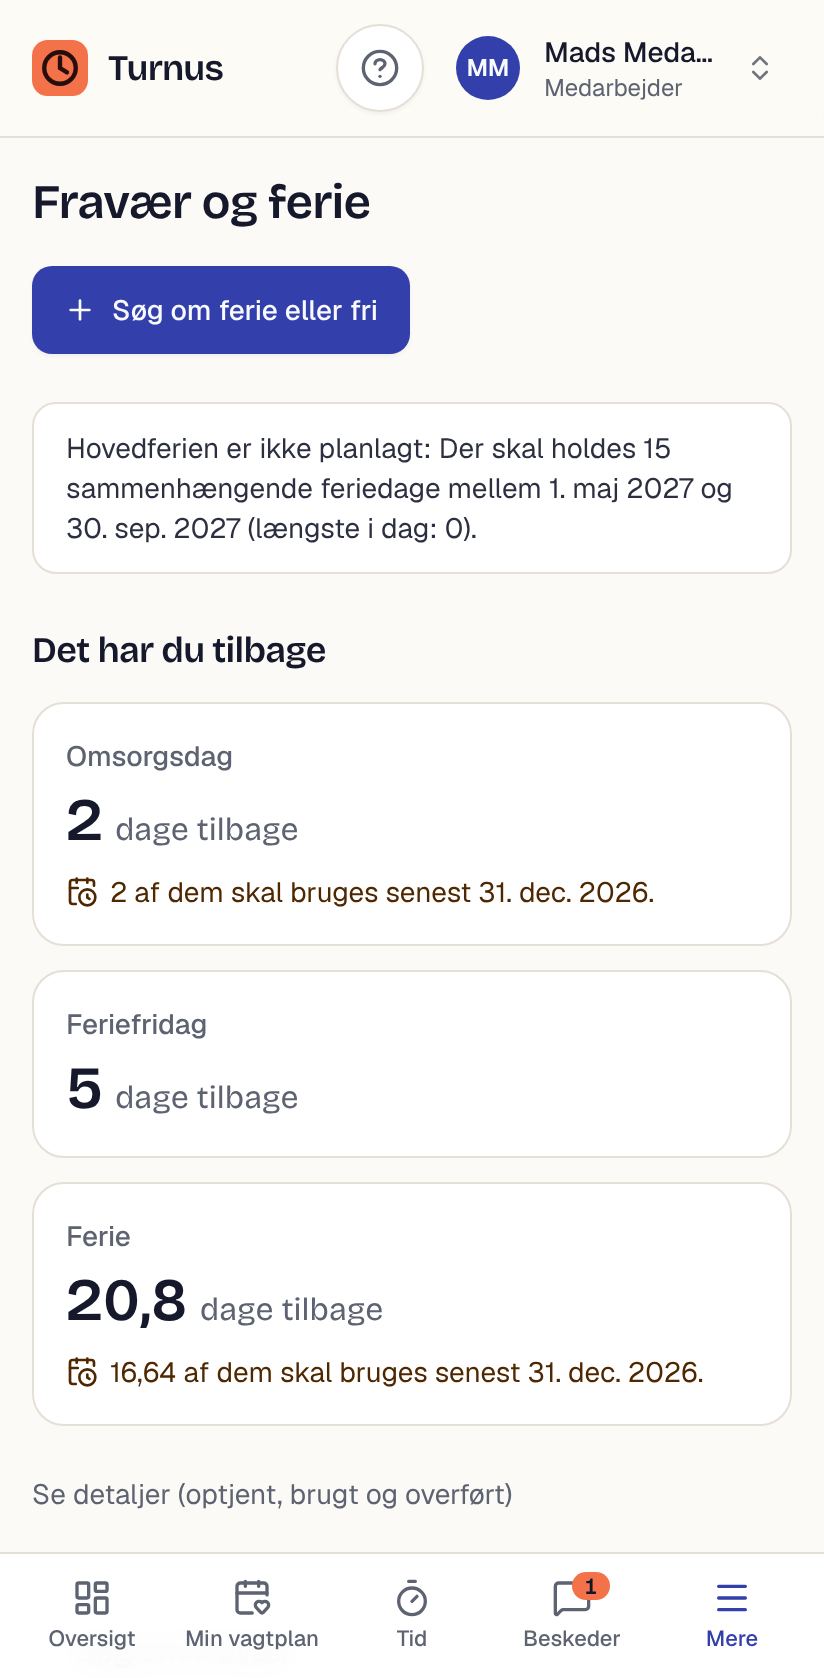 Turnus
MM
Mads Meda...
Medarbejder
Fravær og ferie
Søg om ferie eller fri
Hovedferien er ikke planlagt: Der skal holdes 15
sammenhængende feriedage mellem 1. maj 2027 og
30. sep. 2027 (længste i dag: 0).
Det har du tilbage
Omsorgsdag
2 dage tilbage
2 af dem skal bruges senest 31. dec. 2026.
Feriefridag
5 dage tilbage
Ferie
20,8 dage tilbage
16,64 af dem skal bruges senest 31. dec. 2026.
Se detaljer (optjent, brugt og overført)
1
Oversigt
Min vagtplan
Tid
Beskeder
Mere